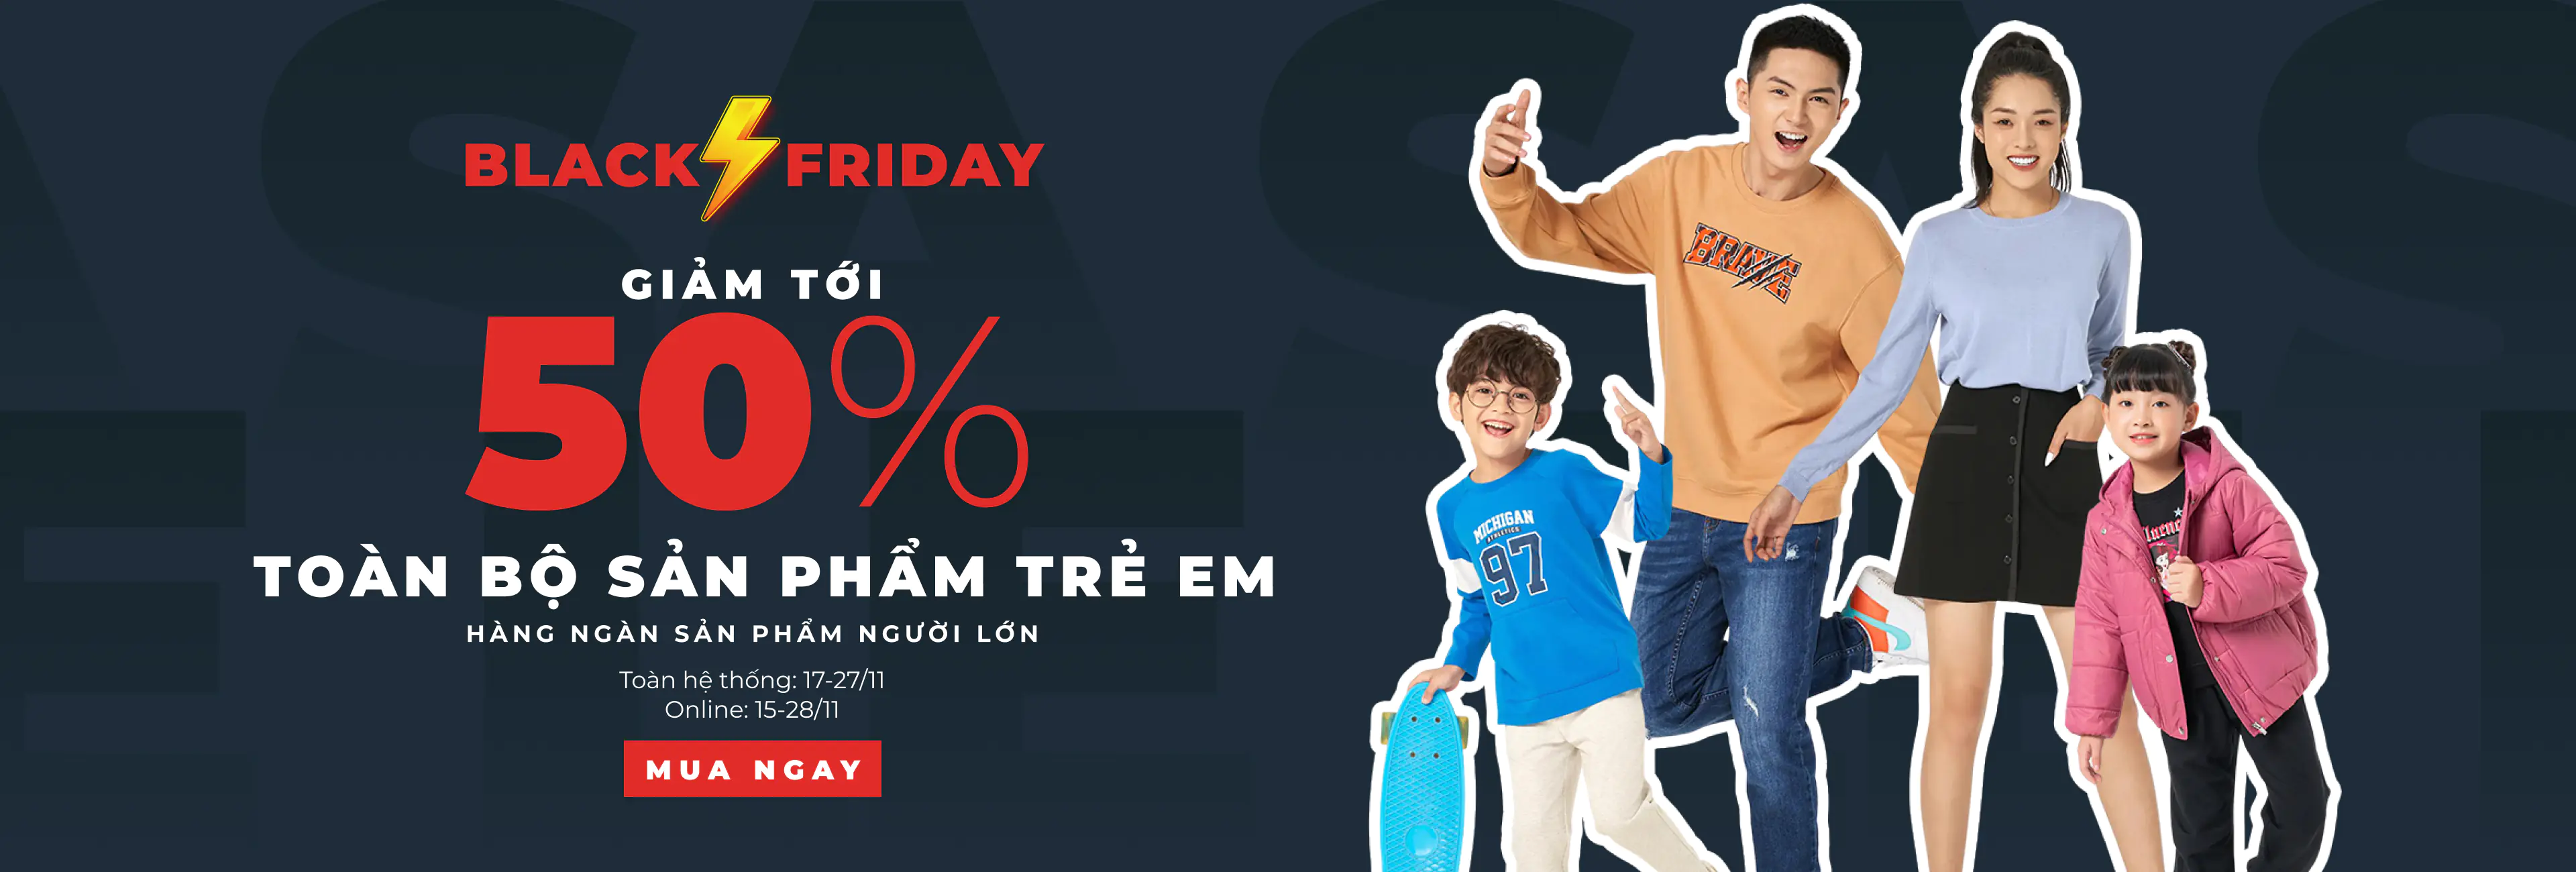 BLACK FRIDAY
GIẢM TỚI
50%
TOÀN BỘ SẢN PHẨM TRẺ EM
HÀNG NGÀN SẢN PHẨM NGƯỜI LỚN
Toàn hệ thống: 17-27/11
Online: 15-28/11
MUA NGAY
BRAVE
MICHIGAN
ATHLETICS
97